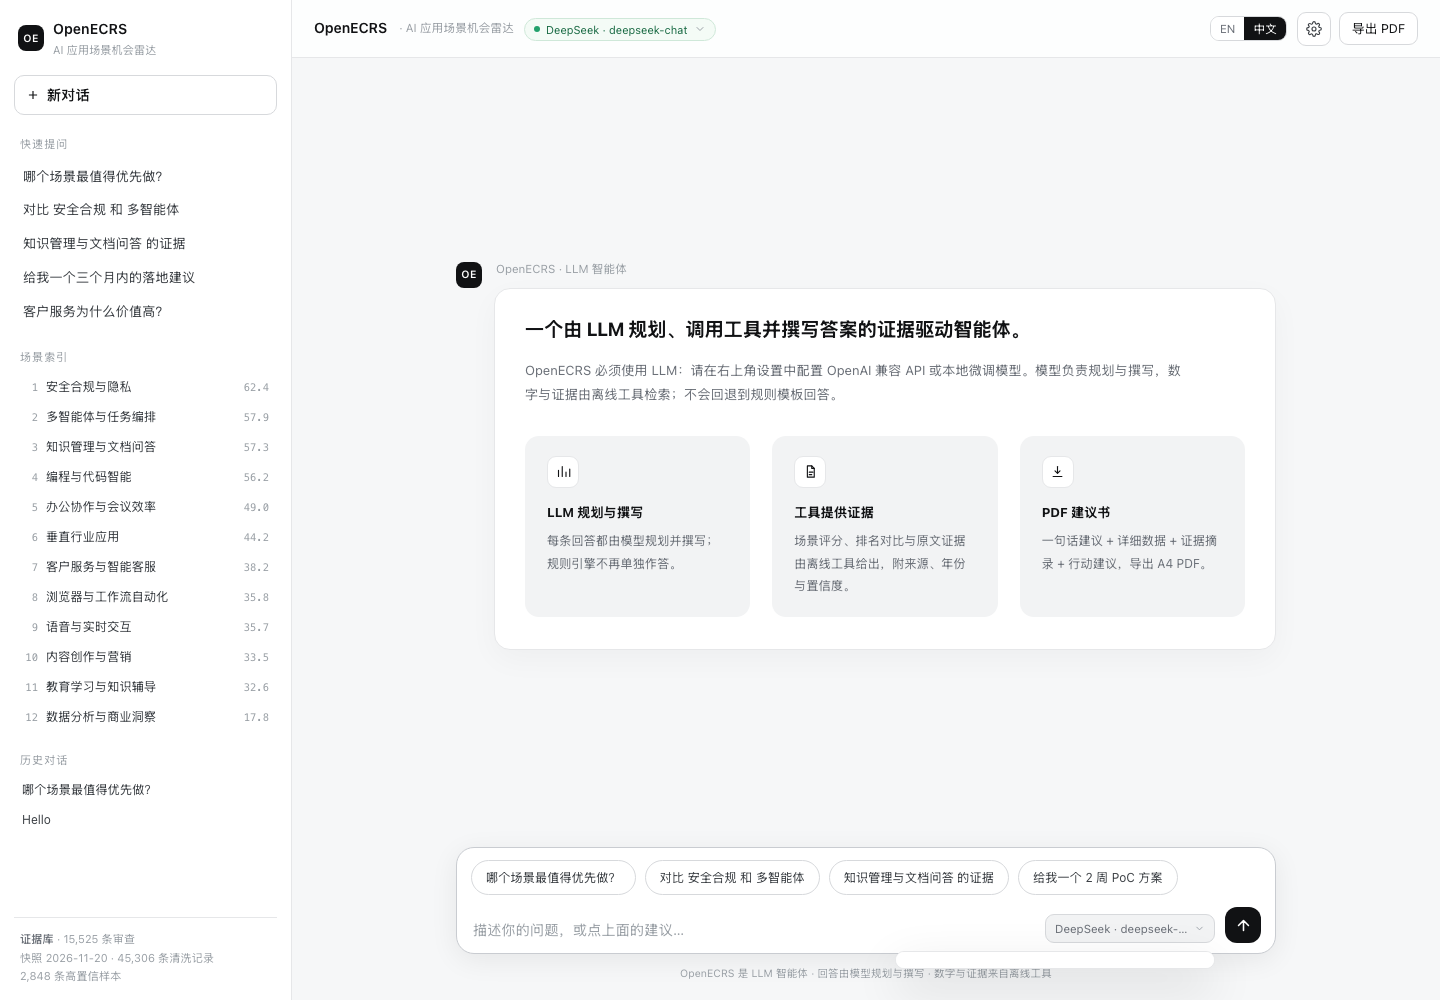 OE
OpenECRS
AI 应用场景机会雷达
+ 新对话
快速提问
哪个场景最值得优先做？
对比 安全合规 和 多智能体
知识管理与文档问答 的证据
给我一个三个月内的落地建议
客户服务为什么价值高？
场景索引
1 安全合规与隐私 62.4
2 多智能体与任务编排 57.9
3 知识管理与文档问答 57.3
4 编程与代码智能 56.2
5 办公协作与会议效率 49.0
6 垂直行业应用 44.2
7 客户服务与智能客服 38.2
8 浏览器与工作流自动化 35.8
9 语音与实时交互 35.7
10 内容创作与营销 33.5
11 教育学习与知识辅导 32.6
12 数据分析与商业洞察 17.8
历史对话
哪个场景最值得优先做？
Hello
证据库 · 15,525 条审查
快照 2026-11-20 · 45,306 条清洗记录
2,848 条高置信样本
OpenECRS · AI 应用场景机会雷达 DeepSeek · deepseek-chat
EN 中文 导出 PDF
OE OpenECRS · LLM 智能体
一个由 LLM 规划、调用工具并撰写答案的证据驱动智能体。
OpenECRS 必须使用 LLM：请在右上角设置中配置 OpenAI 兼容 API 或本地微调模型。模型负责规划与撰写，数
字与证据由离线工具检索；不会回退到规则模板回答。
LLM 规划与撰写
每条回答都由模型规划并撰写；
规则引擎不再单独作答。
工具提供证据
场景评分、排名对比与原文证据
由离线工具给出，附来源、年份
与置信度。
PDF 建议书
一句话建议 + 详细数据 + 证据摘
录 + 行动建议，导出 A4 PDF。
哪个场景最值得优先做？ 对比 安全合规 和 多智能体 知识管理与文档问答 的证据 给我一个 2 周 PoC 方案
描述你的问题，或点上面的建议…
DeepSeek · deepseek-…
OpenECRS 是 LLM 智能体 · 回答由模型规划与撰写 · 数字与证据来自离线工具